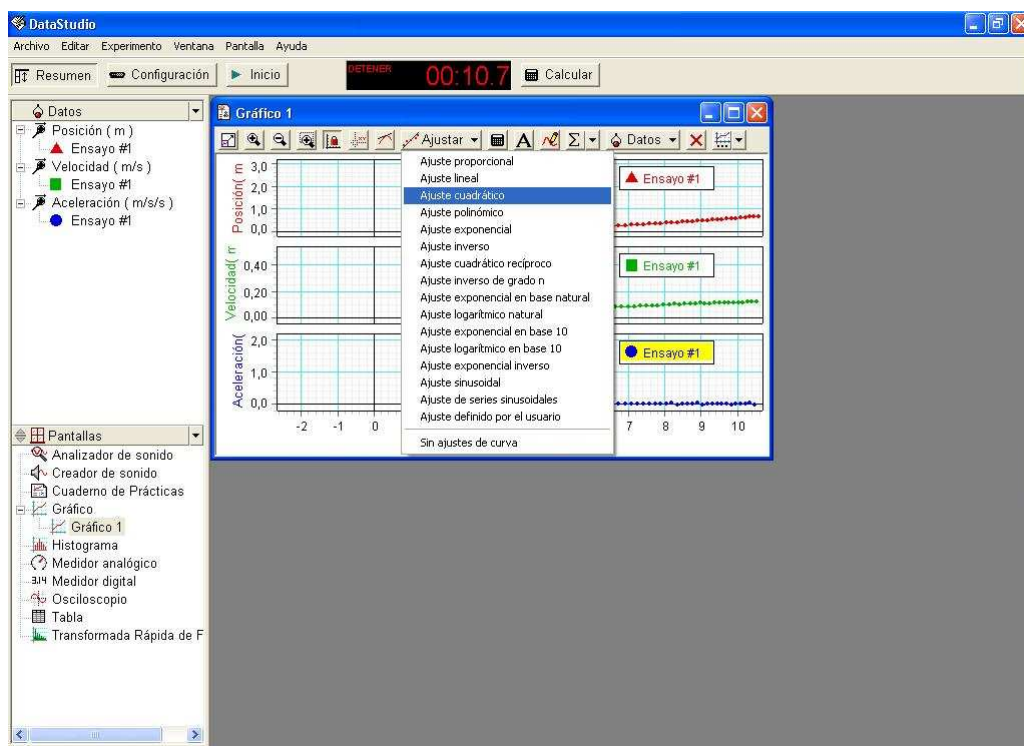 DataStudio
Archivo Editar Experimento Ventana Pantalla Ayuda
Resumen Configuración Inicio DETENER 00:10.7 Calcular
Datos
Posición ( m )
Ensayo #1
Velocidad ( m/s )
Ensayo #1
Aceleración ( m/s/s )
Ensayo #1
Pantallas
Analizador de sonido
Creador de sonido
Cuaderno de Prácticas
Gráfico
Gráfico 1
Histograma
Medidor analógico
3.14 Medidor digital
Osciloscopio
Tabla
Transformada Rápida de F
Gráfico 1
Ajustar A Σ Datos
Ajuste proporcional
Ajuste lineal
Ajuste cuadrático
Ajuste polinómico
Ajuste exponencial
Ajuste inverso
Ajuste cuadrático recíproco
Ajuste inverso de grado n
Ajuste exponencial en base natural
Ajuste logarítmico natural
Ajuste exponencial en base 10
Ajuste logarítmico en base 10
Ajuste exponencial inverso
Ajuste sinusoidal
Ajuste de series sinusoidales
Ajuste definido por el usuario
Sin ajustes de curva
Posición( m
3,0
2,0
1,0
0,0
Ensayo #1
Velocidad( m
0,40
0,20
0,00
Ensayo #1
Aceleración(
2,0
1,0
0,0
Ensayo #1
-2 -1 0 7 8 9 10